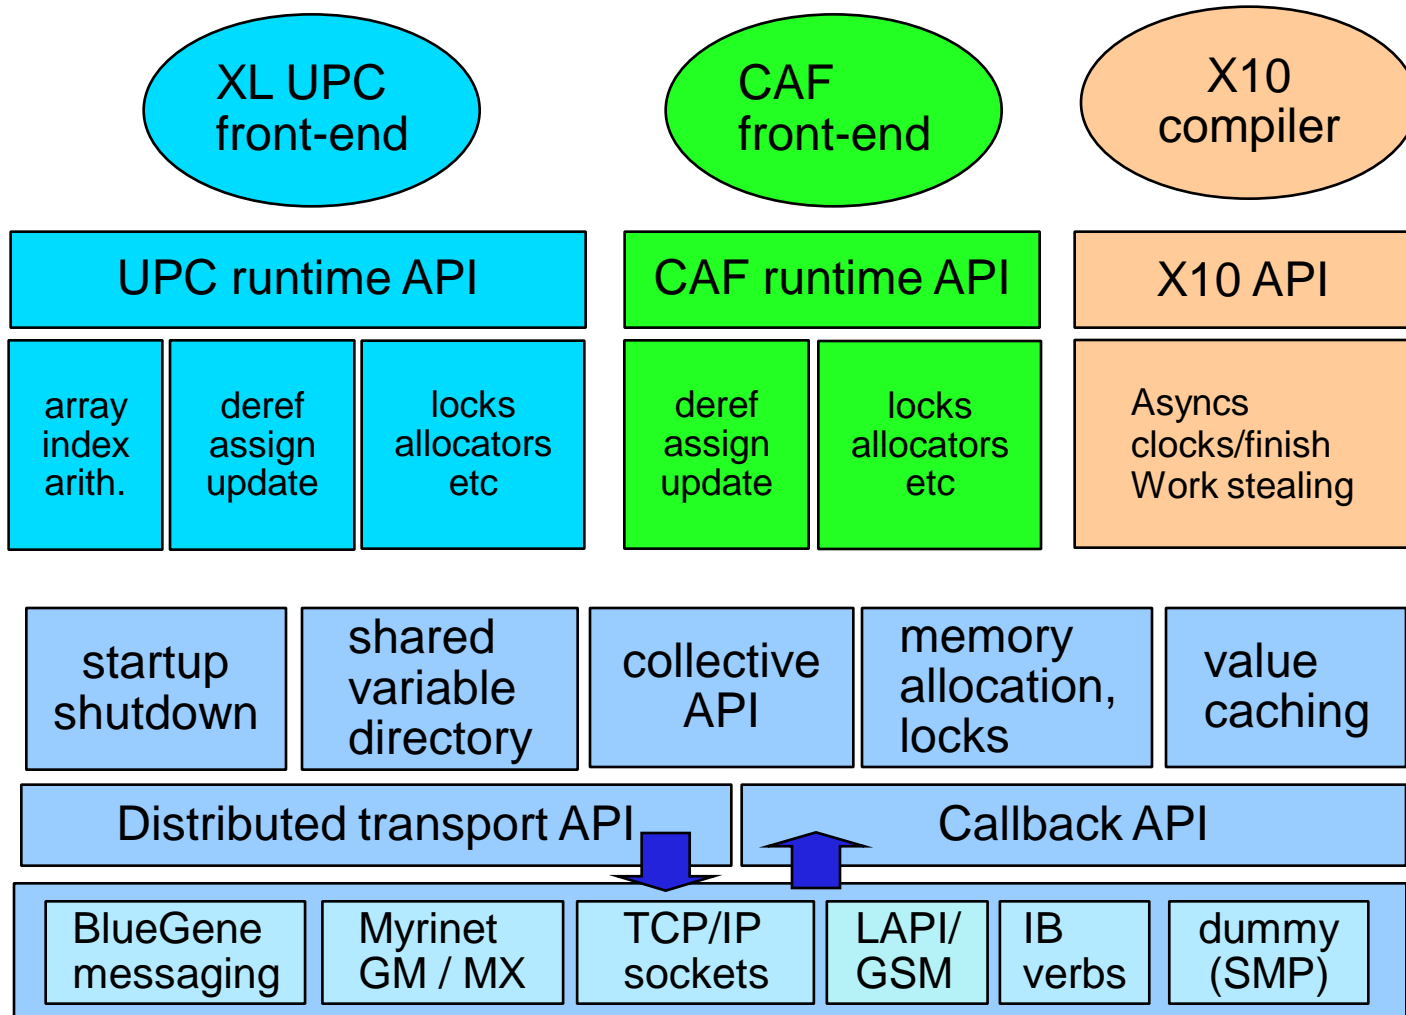 XL UPC
front-end
CAF
front-end
X10
compiler
UPC runtime API
CAF runtime API
X10 API
array
index
arith.
deref
assign
update
locks
allocators
etc
deref
assign
update
locks
allocators
etc
Asyncs
clocks/finish
Work stealing
startup
shutdown
shared
variable
directory
collective
API
memory
allocation,
locks
value
caching
Distributed transport API
Callback API
BlueGene
messaging
Myrinet
GM / MX
TCP/IP
sockets
LAPI/
GSM
IB
verbs
dummy
(SMP)